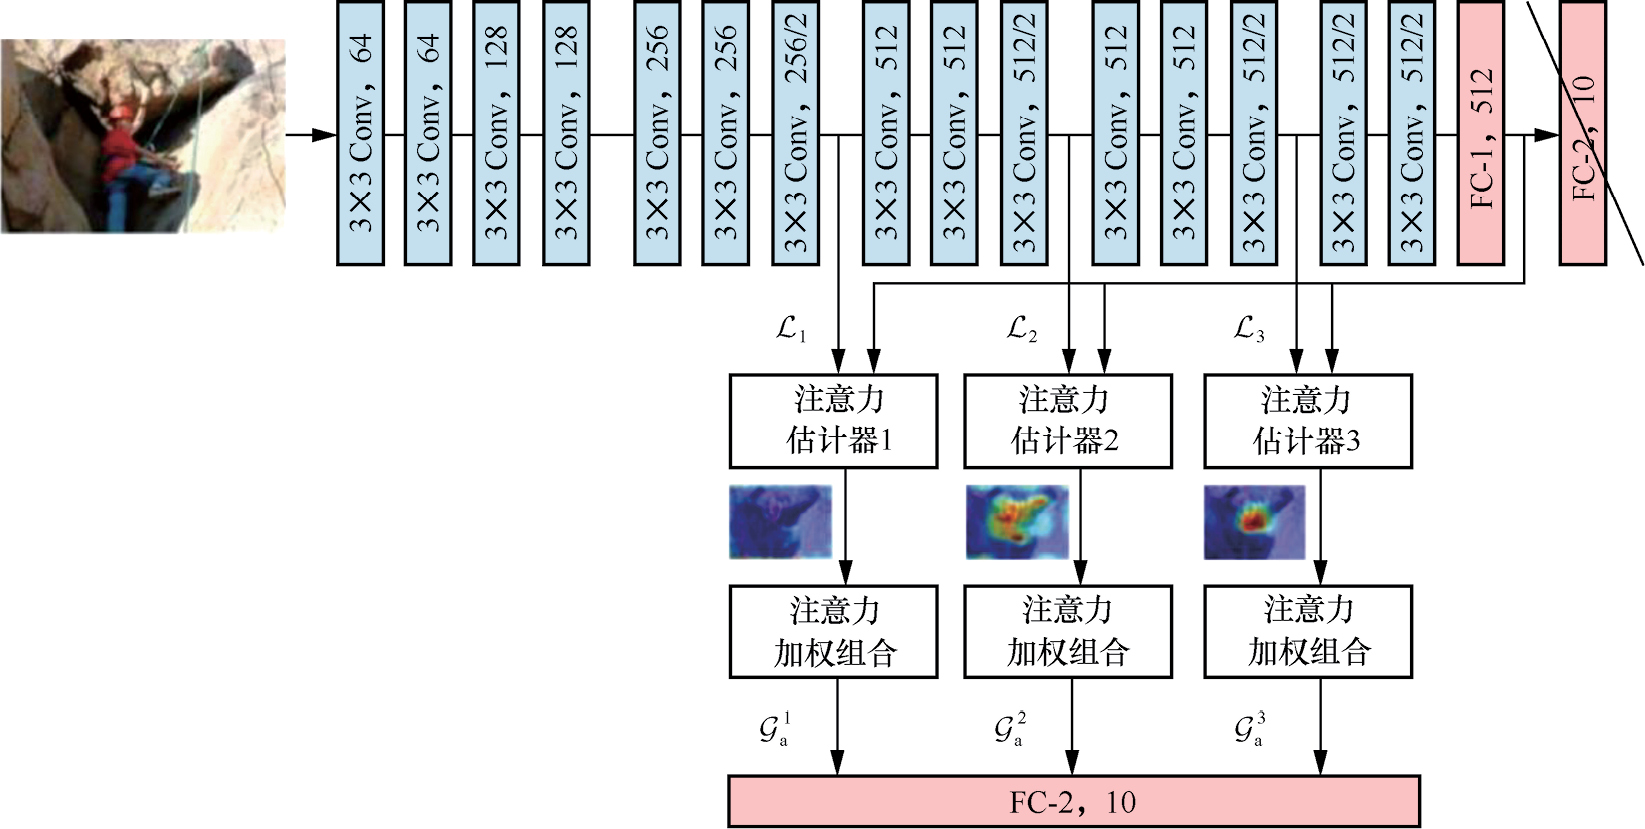 3×3 Conv, 64
3×3 Conv, 64
3×3 Conv, 128
3×3 Conv, 128
3×3 Conv, 256
3×3 Conv, 256
3×3 Conv, 256/2
3×3 Conv, 512
3×3 Conv, 512
3×3 Conv, 512/2
3×3 Conv, 512
3×3 Conv, 512
3×3 Conv, 512/2
3×3 Conv, 512/2
3×3 Conv, 512/2
FC-1, 512
FC-2, 10
ℒ1
ℒ2
ℒ3
注意力
估计器1
注意力
估计器2
注意力
估计器3
注意力
加权组合
注意力
加权组合
注意力
加权组合
𝒢a1
𝒢a2
𝒢a3
FC-2, 10